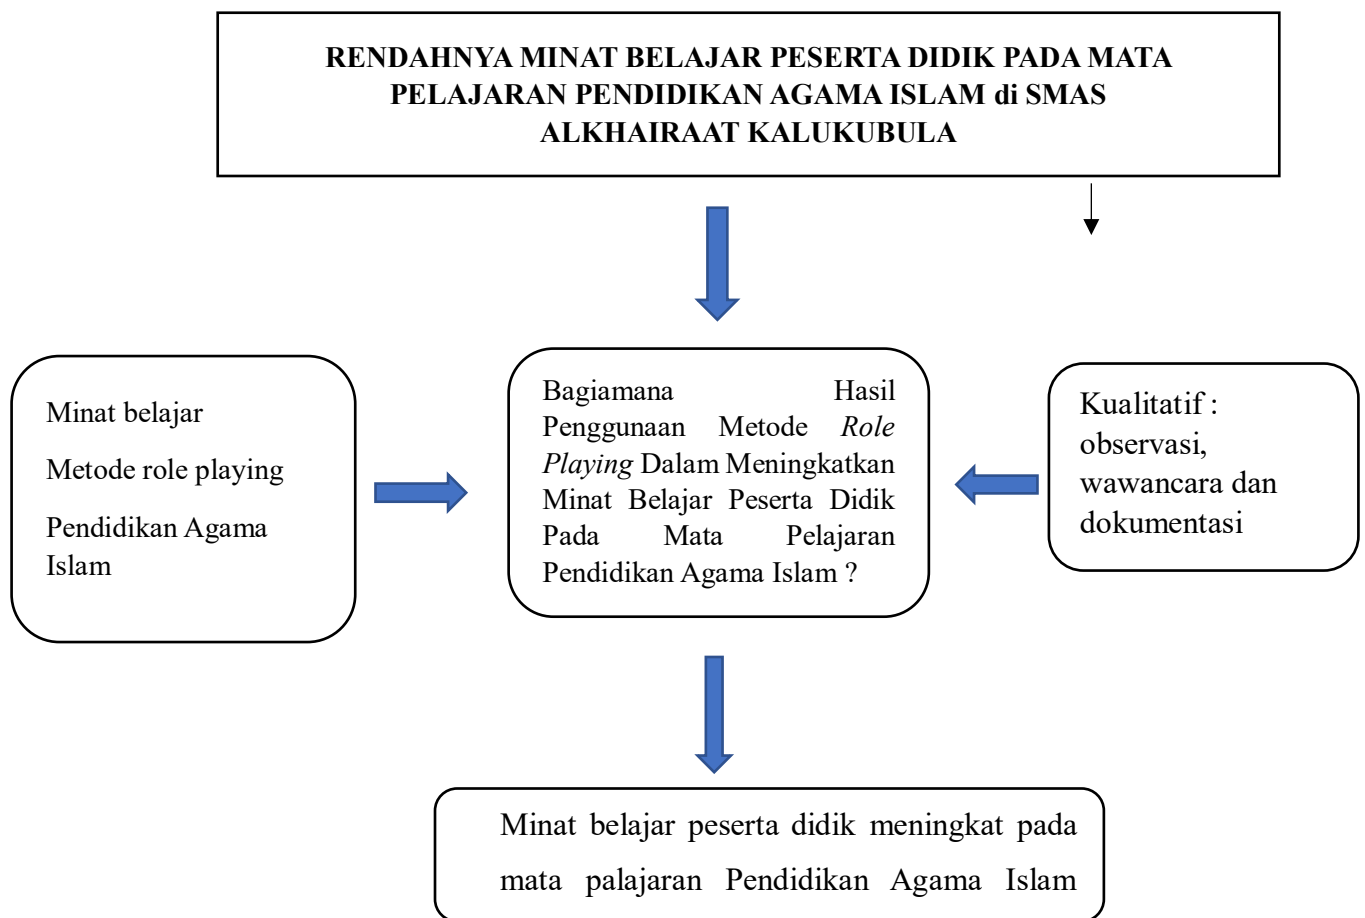 RENDAHNYA MINAT BELAJAR PESERTA DIDIK PADA MATA
PELAJARAN PENDIDIKAN AGAMA ISLAM di SMAS
ALKHAIRAAT KALUKUBULA
Minat belajar
Metode role playing
Pendidikan Agama
Islam
Bagiamana Hasil
Penggunaan Metode Role
Playing Dalam Meningkatkan
Minat Belajar Peserta Didik
Pada Mata Pelajaran
Pendidikan Agama Islam ?
Kualitatif :
observasi,
wawancara dan
dokumentasi
Minat belajar peserta didik meningkat pada
mata palajaran Pendidikan Agama Islam